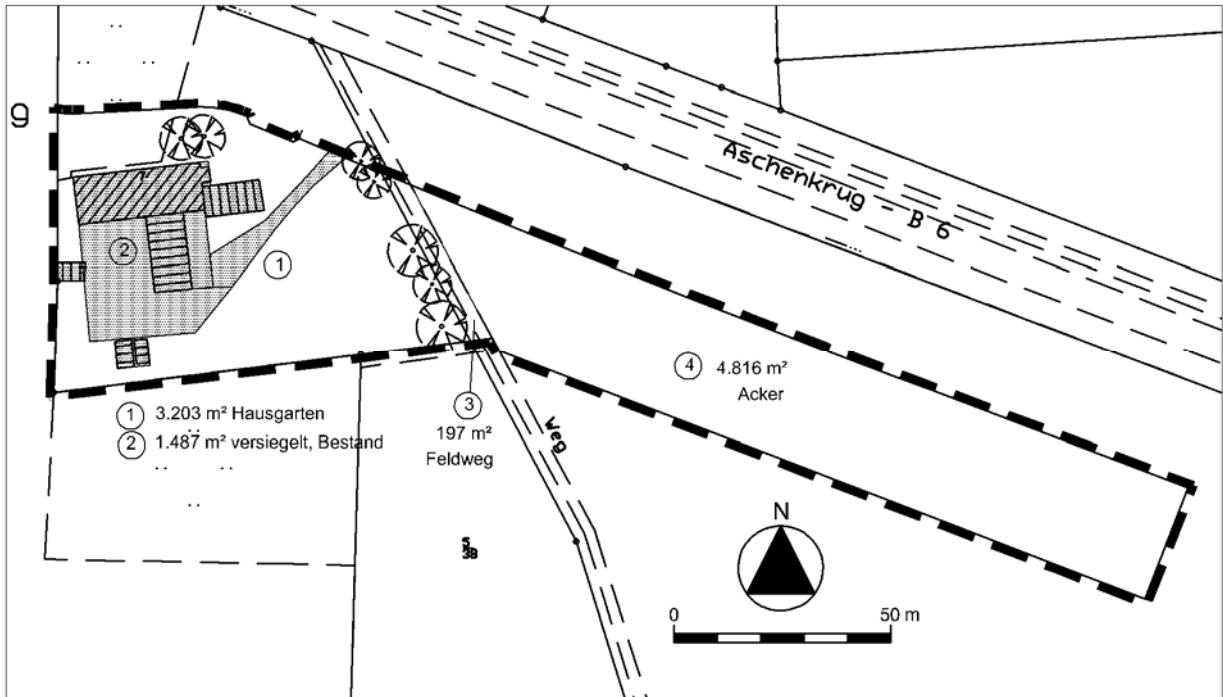 g
Aschenkrug - B 6
2
1
4 4.816 m²
Acker
1 3.203 m² Hausgarten
2 1.487 m² versiegelt, Bestand
3
197 m²
Feldweg
Weg
N
0 50 m